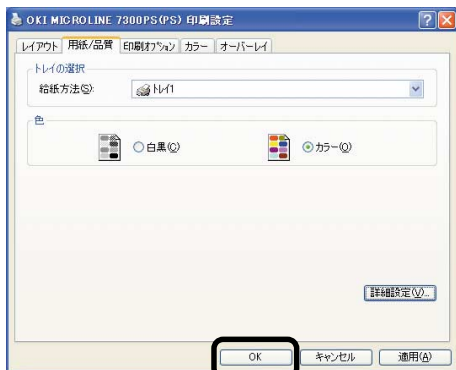 OKI MICROLINE 7300PS(PS) 印刷設定
レイアウト 用紙/品質 印刷オプション カラー オーバーレイ
トレイの選択
給紙方法(S): トレイ1
色
白黒(C) カラー(O)
詳細設定(V)...
OK キャンセル 適用(A)